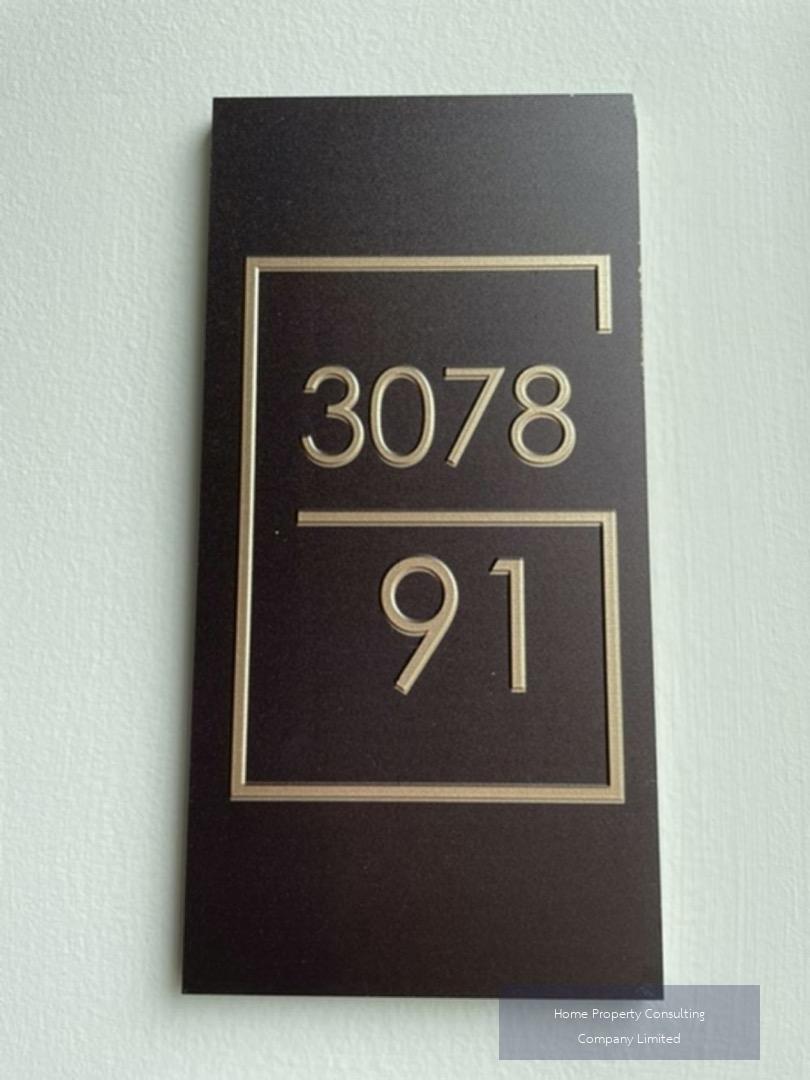 3078
91
Home Property Consulting
Company Limited